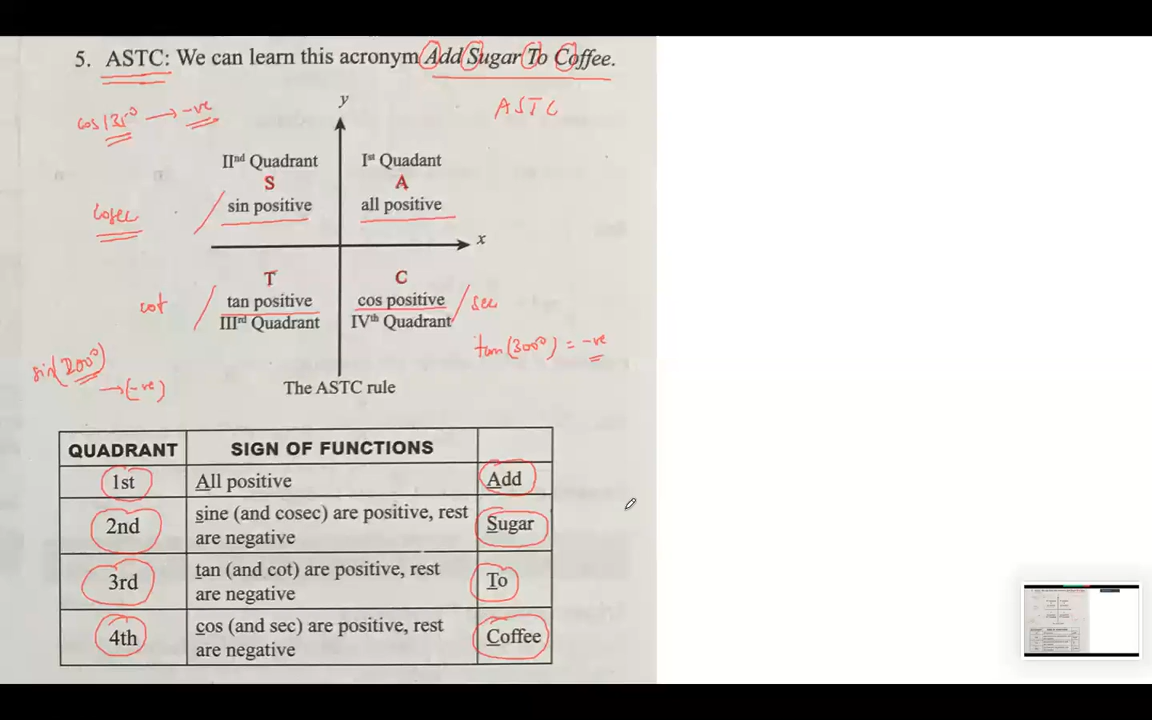 5. ASTC: We can learn this acronym Add Sugar To Coffee.
ASTC
cos 135° → -ve
y
IInd Quadrant
Ist Quadant
S
A
cosec
sin positive
all positive
x
T
C
cot
tan positive
cos positive
sec
IIIrd Quadrant
IVth Quadrant
tan(300°) = -ve
sin(200°)
→ (-ve)
The ASTC rule
QUADRANT SIGN OF FUNCTIONS
1st All positive Add
2nd sine (and cosec) are positive, rest are negative Sugar
3rd tan (and cot) are positive, rest are negative To
4th cos (and sec) are positive, rest are negative Coffee